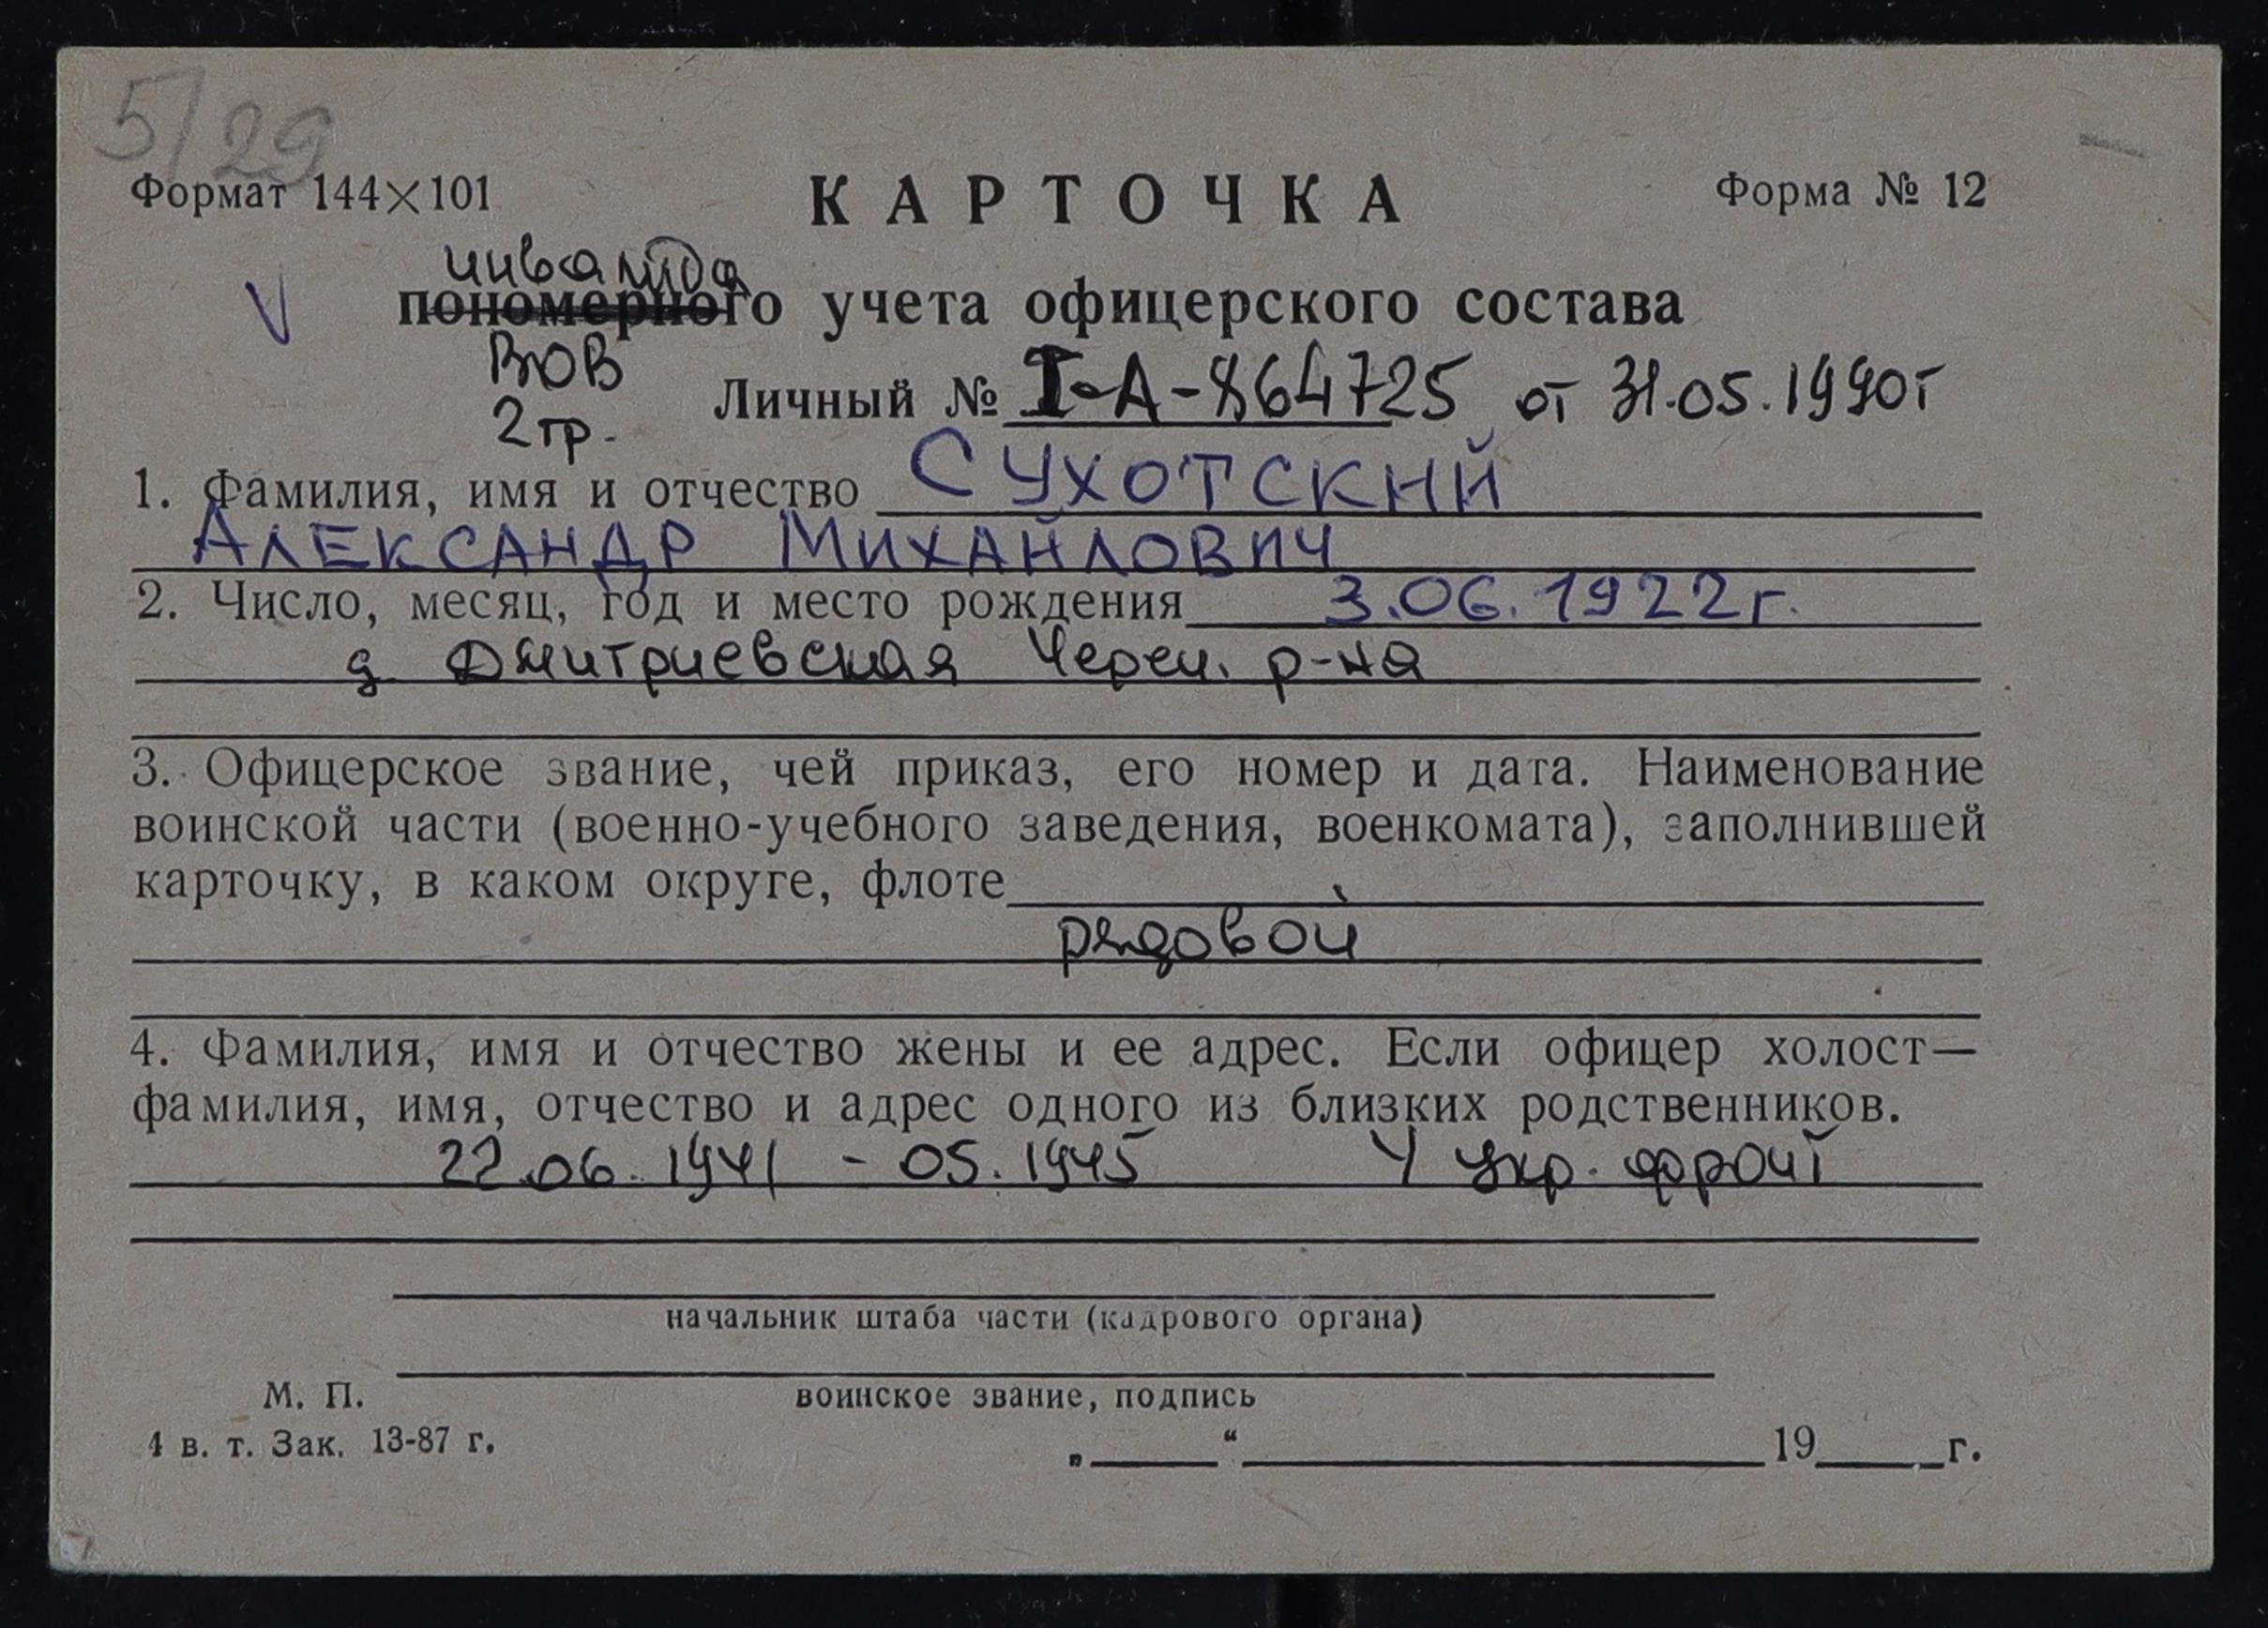 5/29
Формат 144×101
КАРТОЧКА
Форма № 12
инвалида
V пономерного учета офицерского состава
ВОВ
2 гр.
Личный № I-А-864725 от 31.05.1990г
1. Фамилия, имя и отчество СУХОТСКИЙ
АЛЕКСАНДР МИХАЙЛОВИЧ
2. Число, месяц, год и место рождения 3.06.1922г.
д. Дмитриевская Череп. р-на
3. Офицерское звание, чей приказ, его номер и дата. Наименование
воинской части (военно-учебного заведения, военкомата), заполнившей
карточку, в каком округе, флоте
рядовой
4. Фамилия, имя и отчество жены и ее адрес. Если офицер холост—
фамилия, имя, отчество и адрес одного из близких родственников.
22.06.1941 - 05.1945 4 Укр. фронт
начальник штаба части (кадрового органа)
М. П.
воинское звание, подпись
4 в. т. Зак. 13-87 г.
„ “ 19 г.